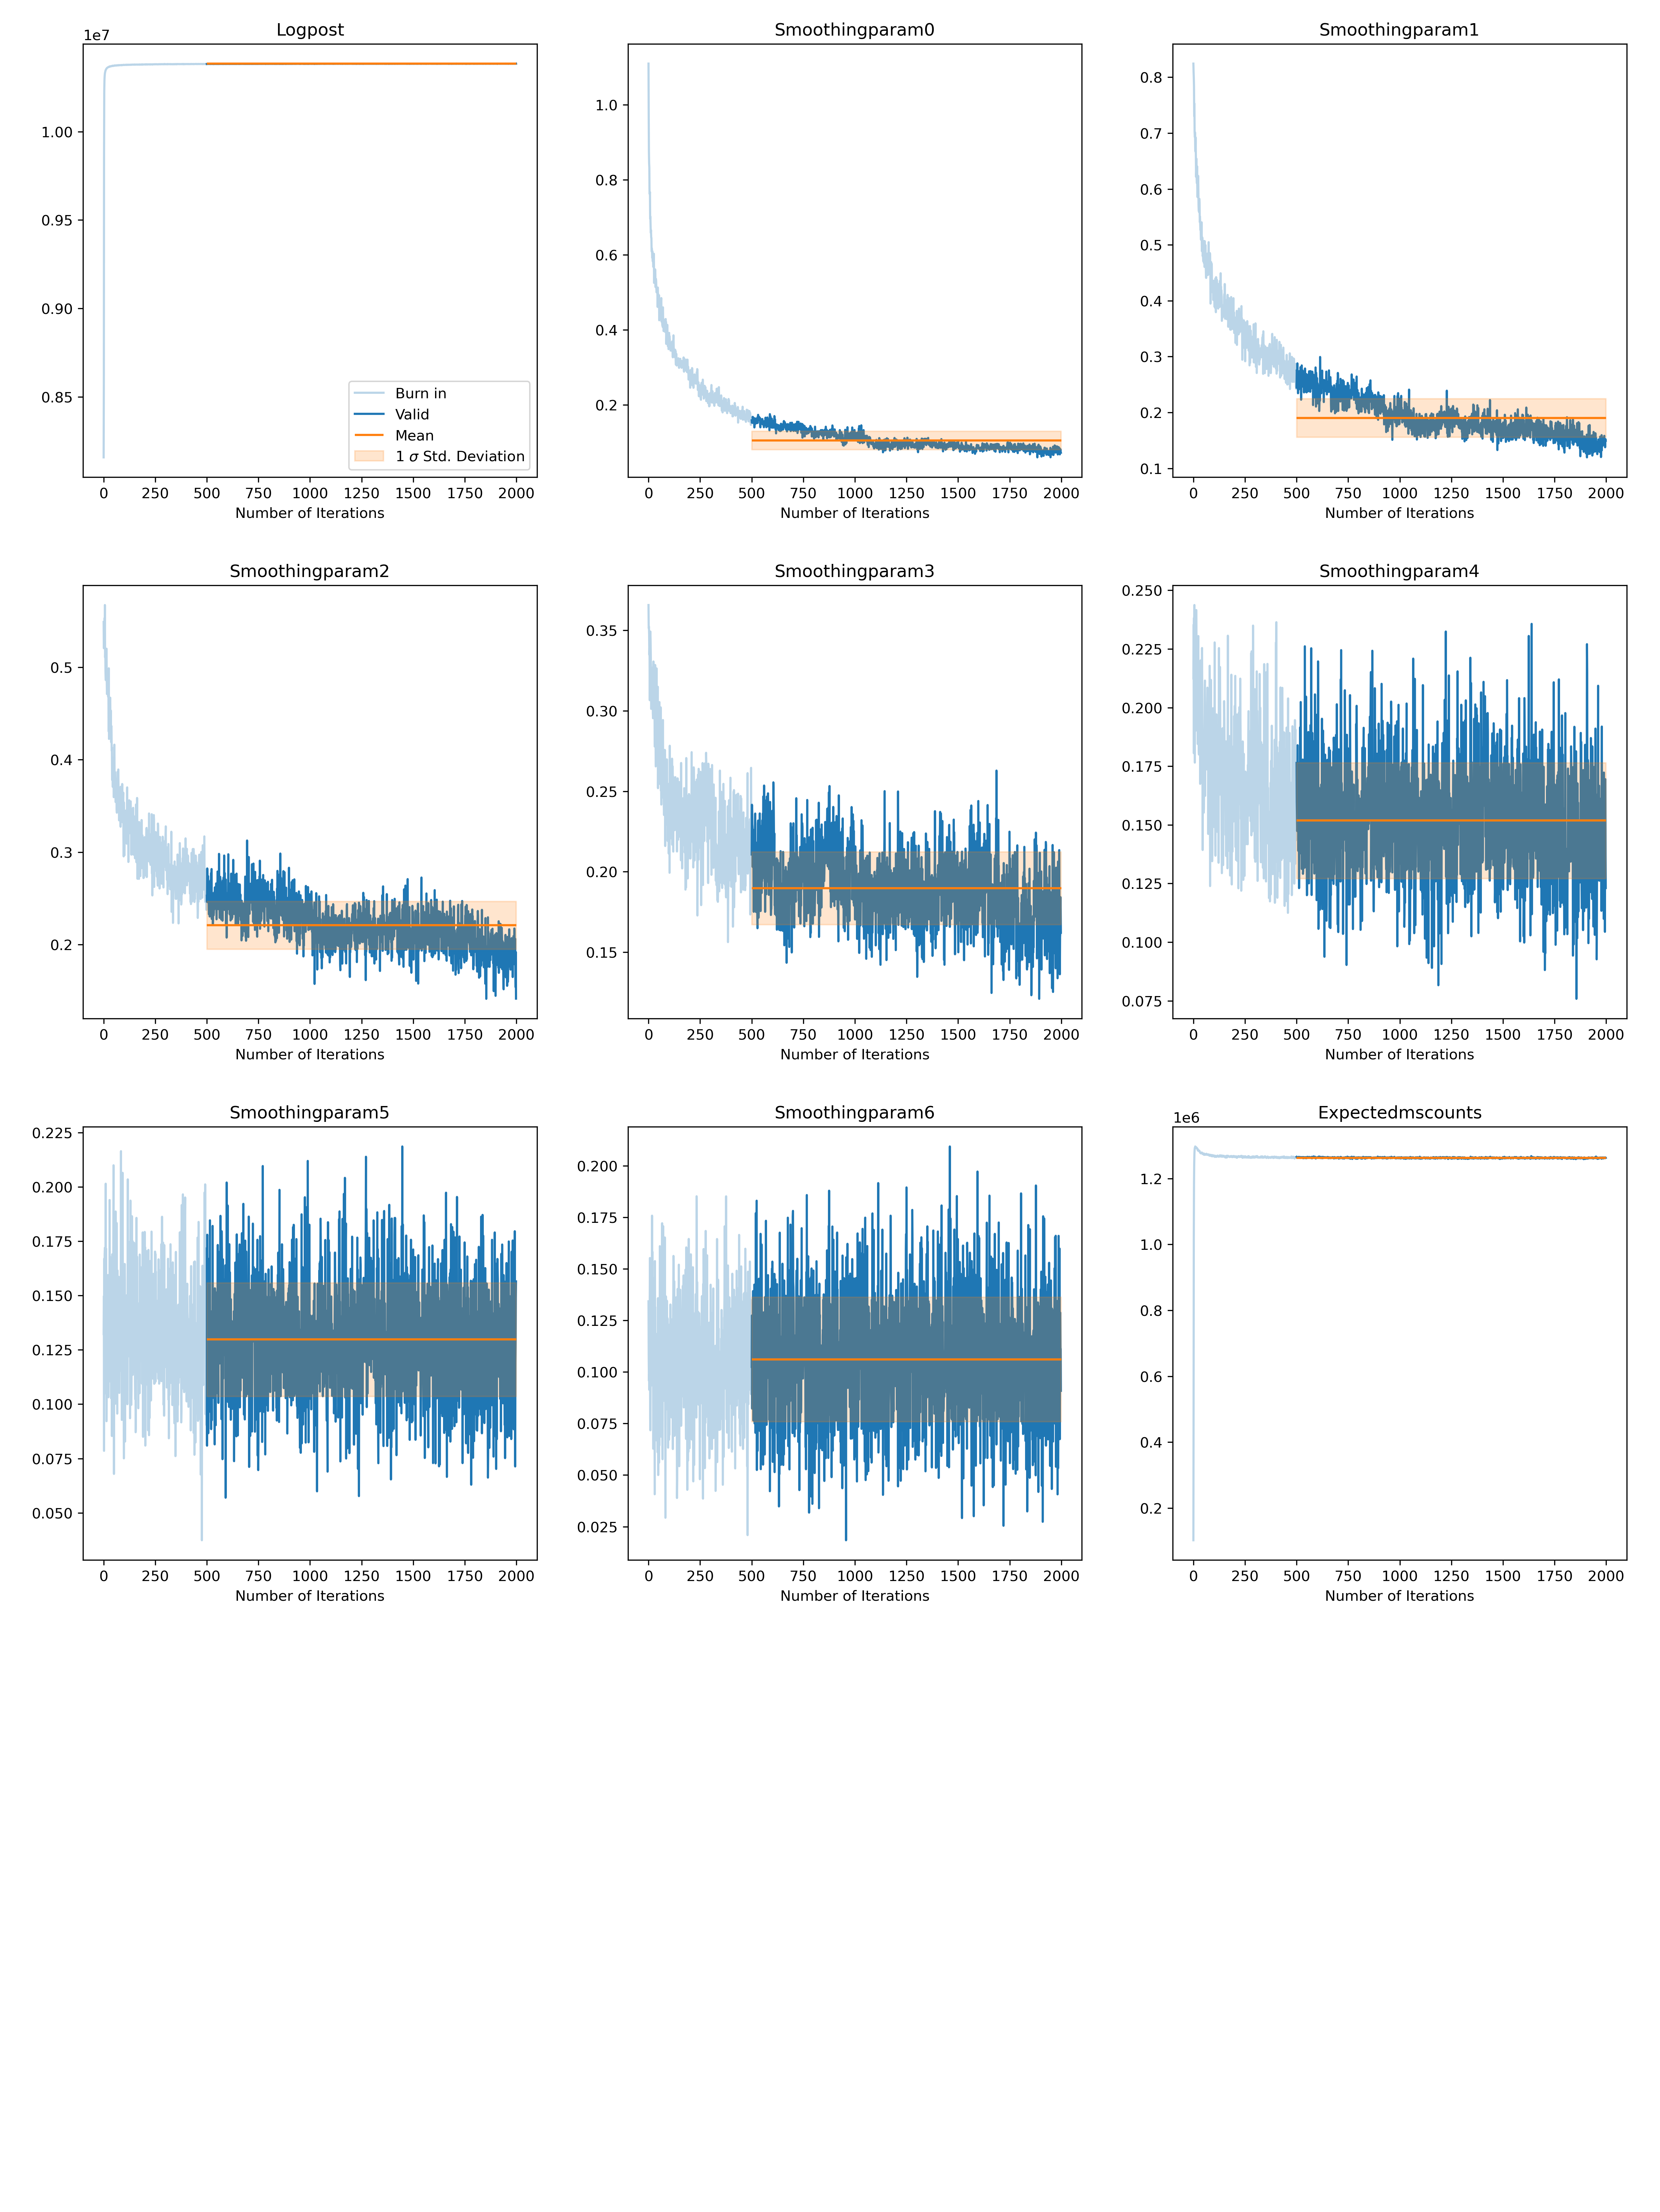 Logpost
1e7
1.00
0.95
0.90
0.85
Burn in
Valid
Mean
1 σ Std. Deviation
0 250 500 750 1000 1250 1500 1750 2000
Number of Iterations
Smoothingparam0
1.0
0.8
0.6
0.4
0.2
0 250 500 750 1000 1250 1500 1750 2000
Number of Iterations
Smoothingparam1
0.8
0.7
0.6
0.5
0.4
0.3
0.2
0.1
0 250 500 750 1000 1250 1500 1750 2000
Number of Iterations
Smoothingparam2
0.5
0.4
0.3
0.2
0 250 500 750 1000 1250 1500 1750 2000
Number of Iterations
Smoothingparam3
0.35
0.30
0.25
0.20
0.15
0 250 500 750 1000 1250 1500 1750 2000
Number of Iterations
Smoothingparam4
0.250
0.225
0.200
0.175
0.150
0.125
0.100
0.075
0 250 500 750 1000 1250 1500 1750 2000
Number of Iterations
Smoothingparam5
0.225
0.200
0.175
0.150
0.125
0.100
0.075
0.050
0 250 500 750 1000 1250 1500 1750 2000
Number of Iterations
Smoothingparam6
0.200
0.175
0.150
0.125
0.100
0.075
0.050
0.025
0 250 500 750 1000 1250 1500 1750 2000
Number of Iterations
Expectedmscounts
1e6
1.2
1.0
0.8
0.6
0.4
0.2
0 250 500 750 1000 1250 1500 1750 2000
Number of Iterations